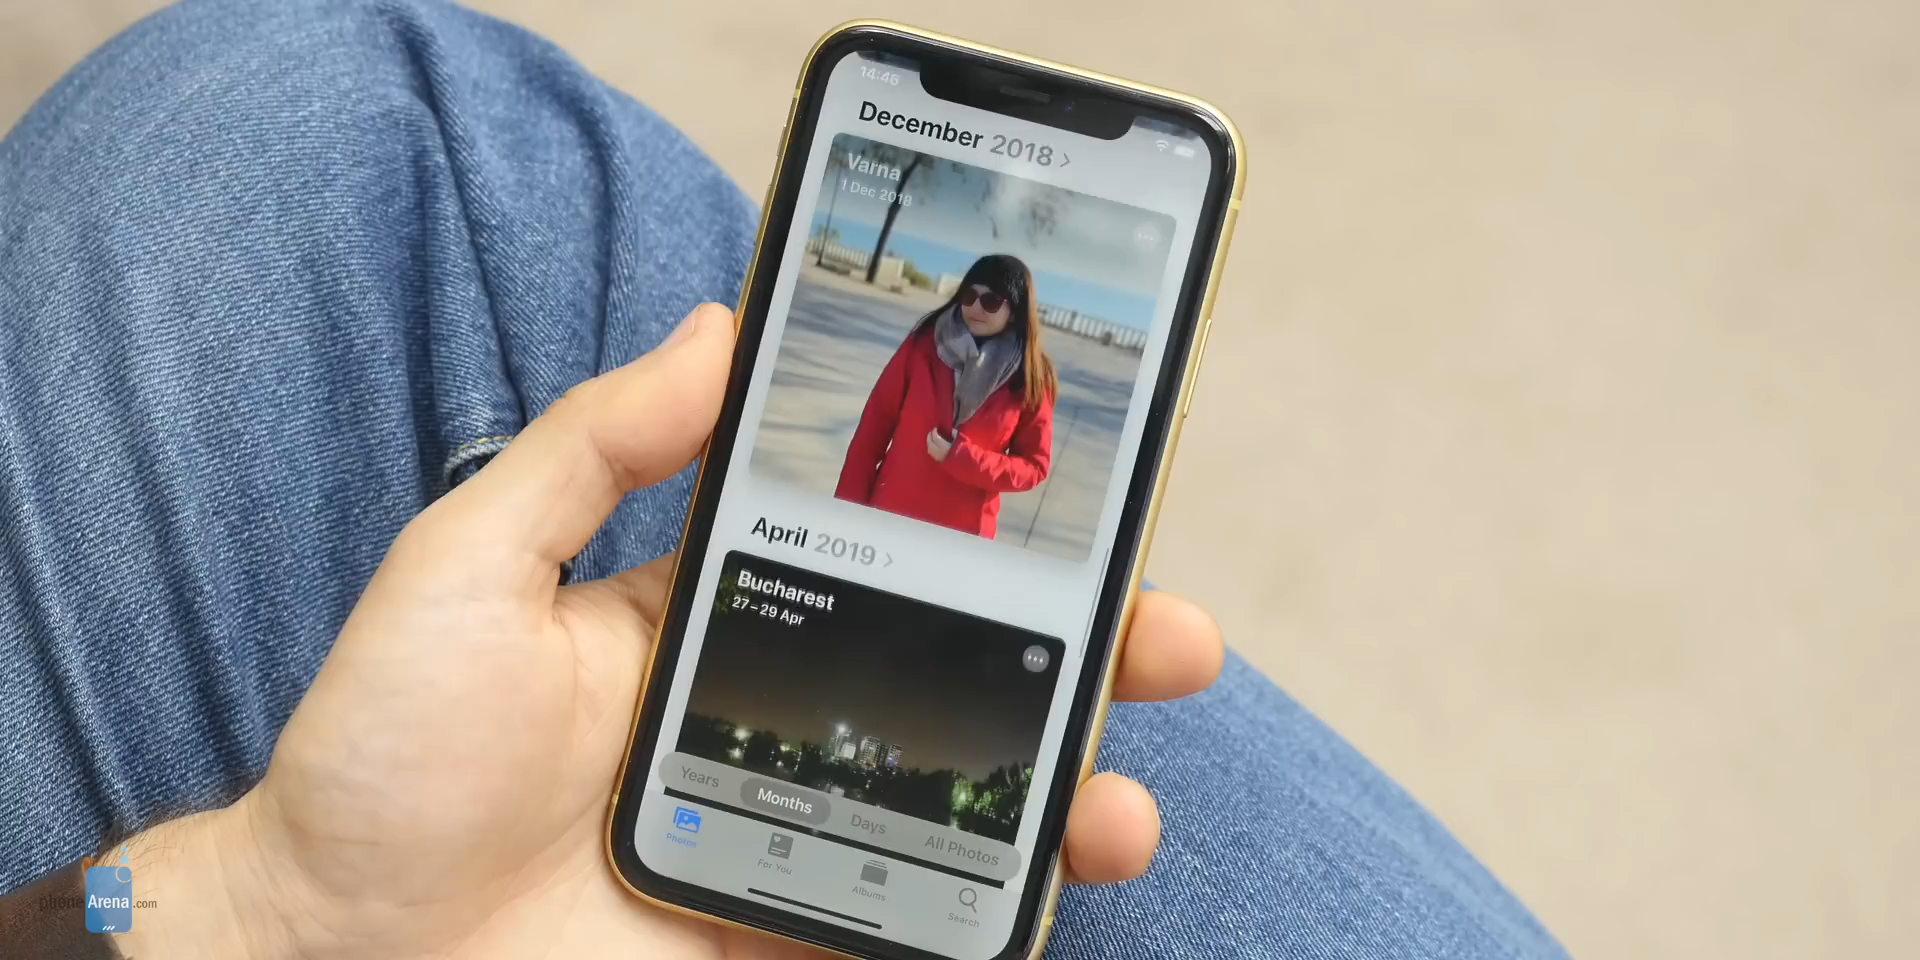 14:46
December 2018 >
Varna
1 Dec 2018
April 2019 >
Bucharest
27–29 Apr
Years
Months
Days
All Photos
Photos
For You
Albums
Search
phoneArena.com